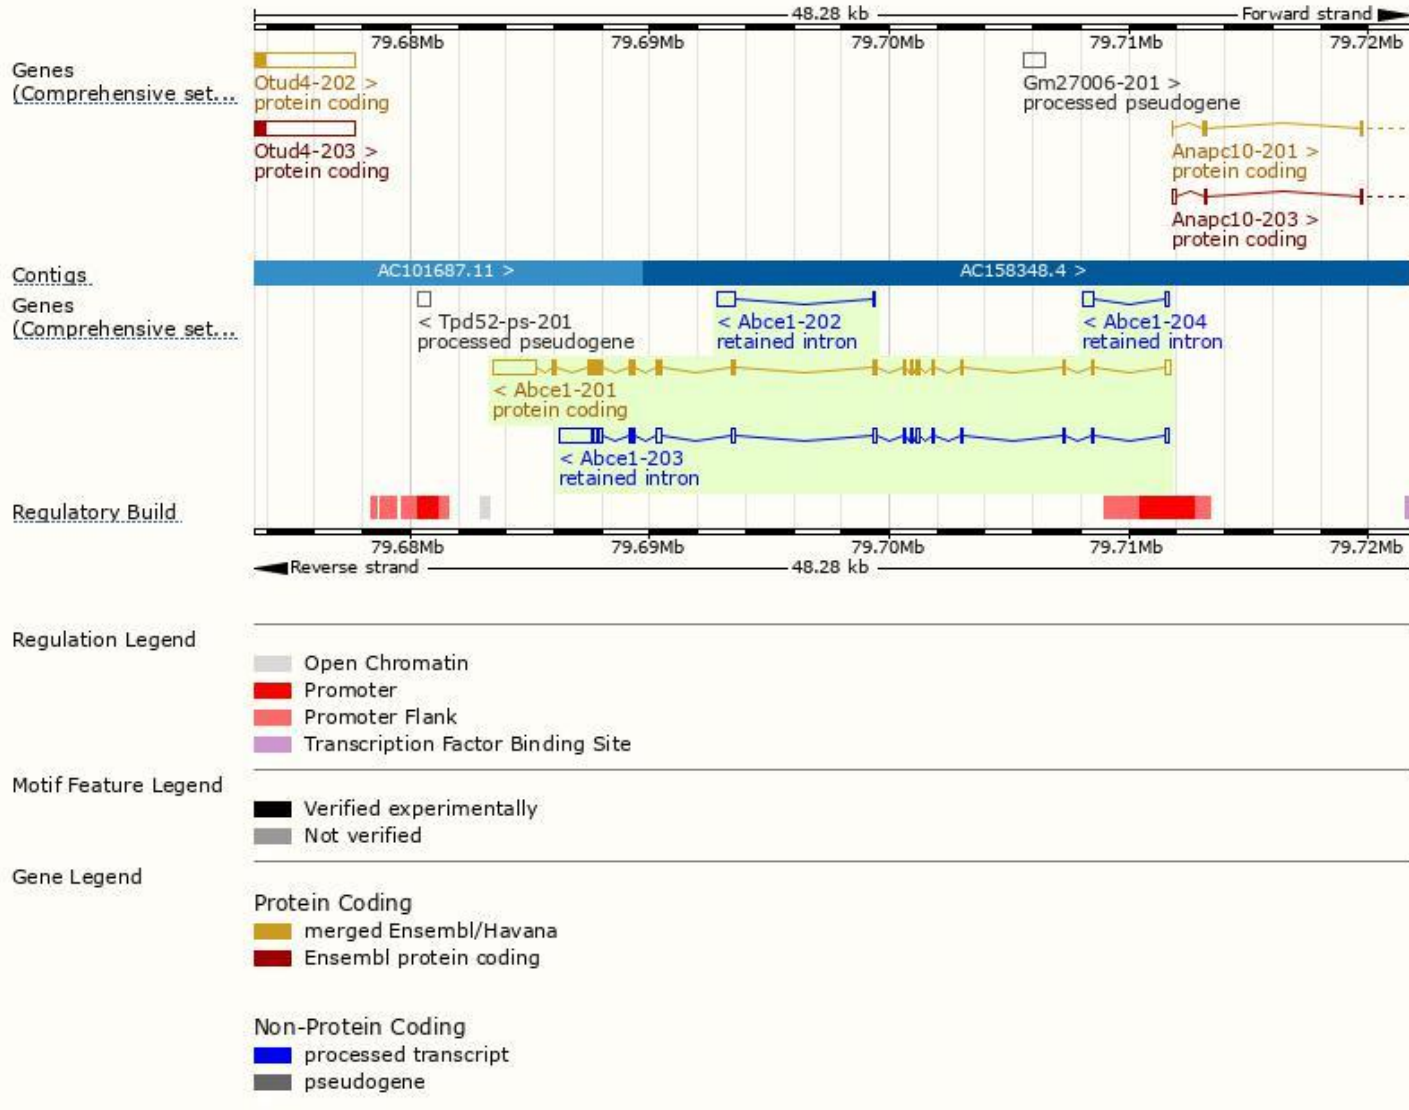 48.28 kb
Forward strand
79.68Mb 79.69Mb 79.70Mb 79.71Mb 79.72Mb
Genes
(Comprehensive set...
Otud4-202 >
protein coding
Gm27006-201 >
processed pseudogene
Otud4-203 >
protein coding
Anapc10-201 >
protein coding
Anapc10-203 >
protein coding
Contigs
AC101687.11 >
AC158348.4 >
Genes
(Comprehensive set...
< Tpd52-ps-201
processed pseudogene
< Abce1-202
retained intron
< Abce1-204
retained intron
< Abce1-201
protein coding
< Abce1-203
retained intron
Regulatory Build
79.68Mb 79.69Mb 79.70Mb 79.71Mb 79.72Mb
Reverse strand
48.28 kb
Regulation Legend
Open Chromatin
Promoter
Promoter Flank
Transcription Factor Binding Site
Motif Feature Legend
Verified experimentally
Not verified
Gene Legend
Protein Coding
merged Ensembl/Havana
Ensembl protein coding
Non-Protein Coding
processed transcript
pseudogene